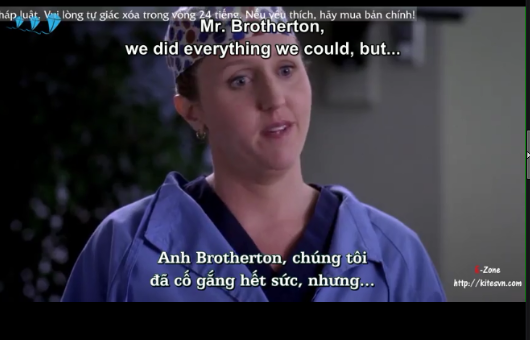 háp luật. Vui lòng tự giác xóa trong vòng 24 tiếng. Nếu yêu thích, hãy mua bản chính!
Mr. Brotherton,
we did everything we could, but...
Anh Brotherton, chúng tôi
đã cố gắng hết sức, nhưng...
-Zone
http://kitesvn.com